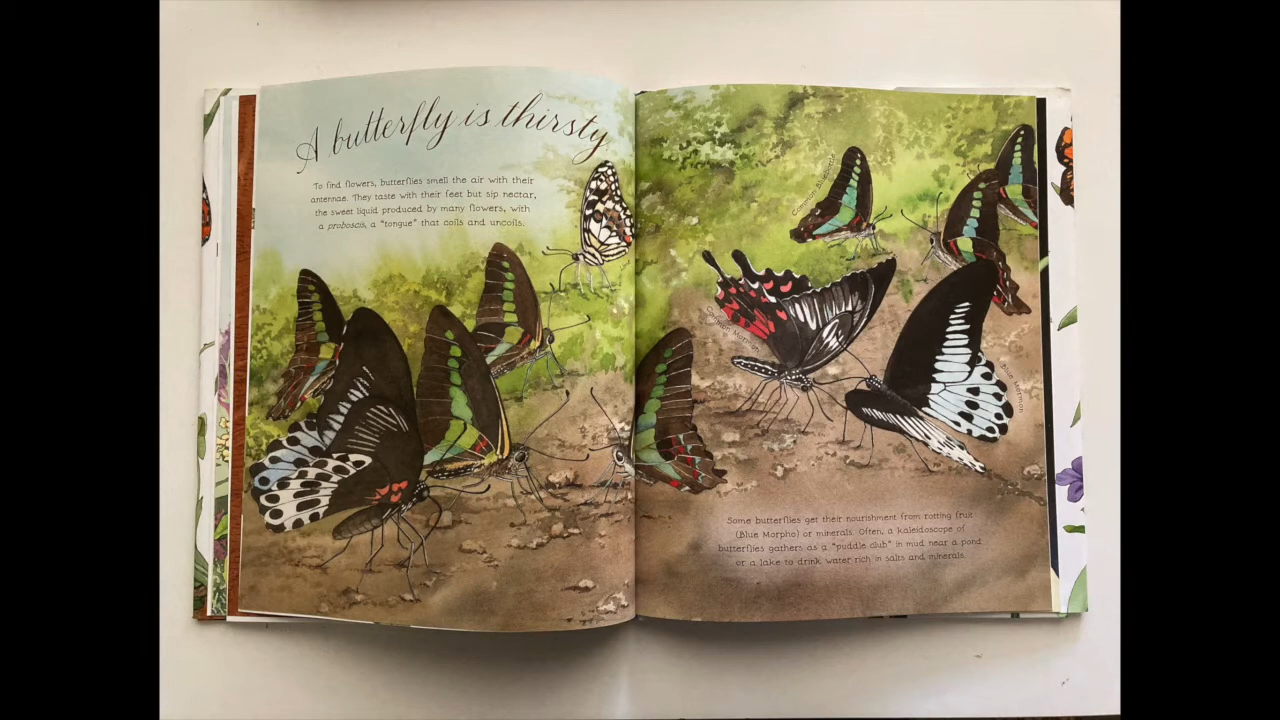 A butterfly is thirsty
To find flowers, butterflies smell the air with their
antennae. They taste with their feet but sip nectar,
the sweet liquid produced by many flowers, with
a proboscis, a "tongue" that coils and uncoils.
Common Bluebottle
Common Mormon
Blue Mormon
Some butterflies get their nourishment from rotting fruit
(Blue Morpho) or minerals. Often, a kaleidoscope of
butterflies gathers as a "puddle club" in mud near a pond
or a lake to drink water rich in salts and minerals.